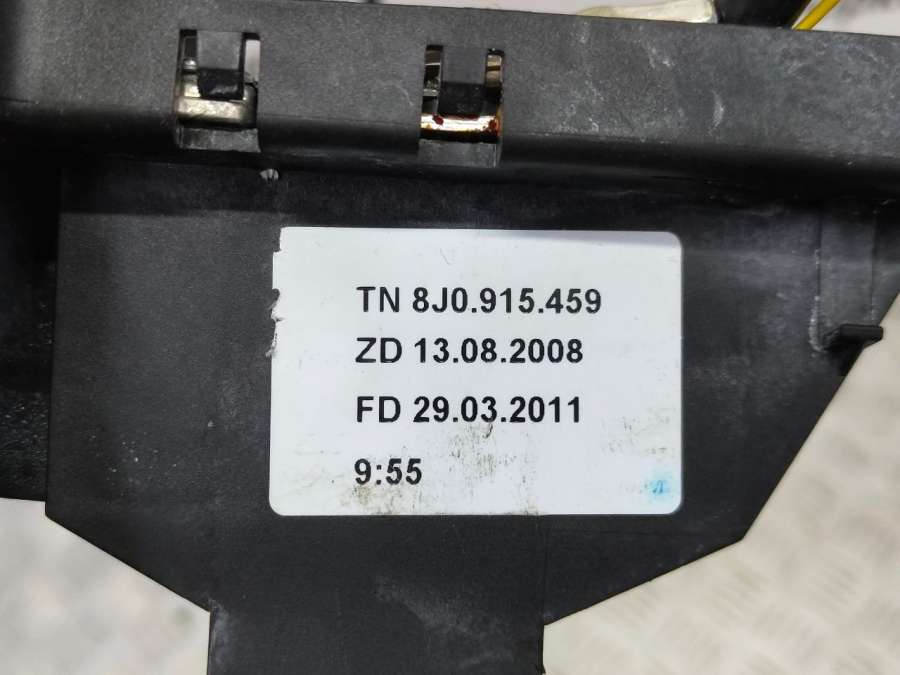 TN 8J0.915.459
ZD 13.08.2008
FD 29.03.2011
9:55